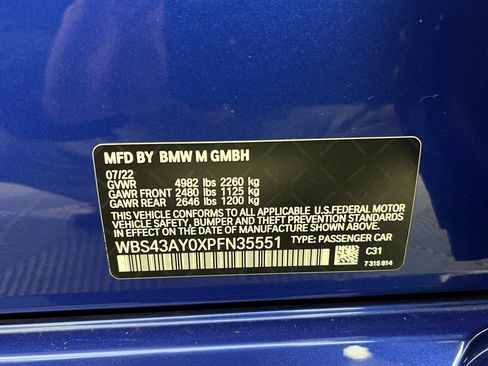 MFD BY BMW M GMBH
07/22
GVWR 4982 lbs 2260 kg
GAWR FRONT 2480 lbs 1125 kg
GAWR REAR 2646 lbs 1200 kg
THIS VEHICLE CONFORMS TO ALL APPLICABLE U.S.FEDERAL MOTOR
VEHICLE SAFETY, BUMPER AND THEFT PREVENTION STANDARDS
IN EFFECT ON THE DATE OF MANUFACTURE SHOWN ABOVE.
WBS43AY0XPFN35551 TYPE: PASSENGER CAR
C31
7 315 814